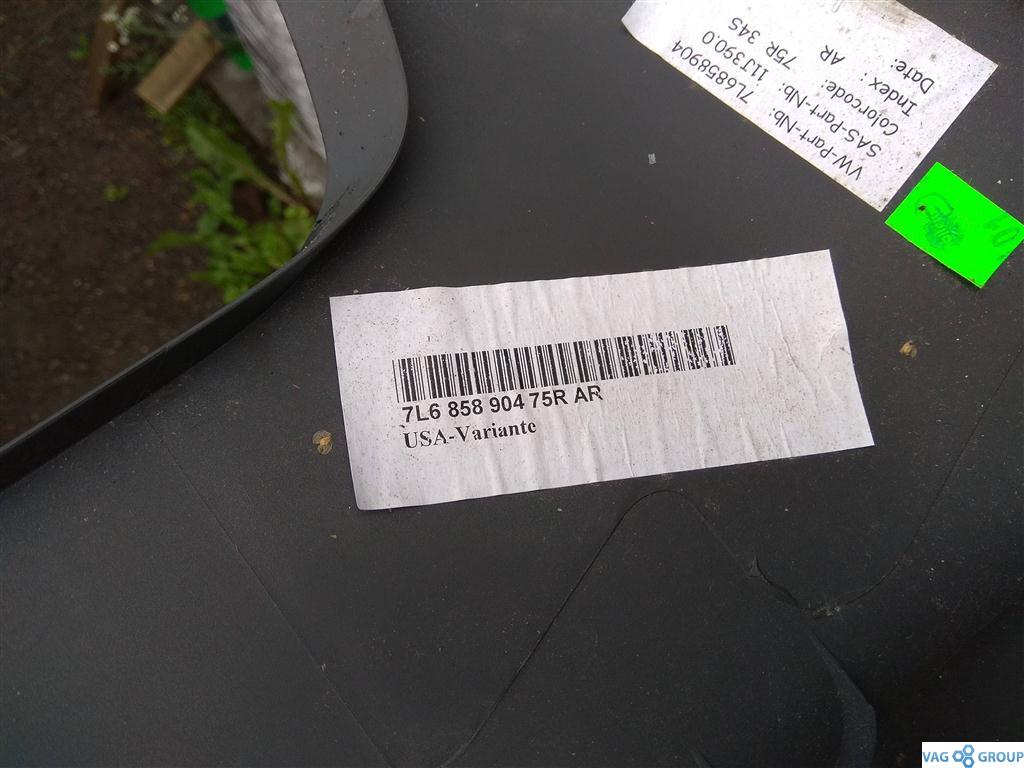 VW-Part-Nb: 7L6858904
SAS-Part-Nb: 11J390.0
Colorcode: 75R 34S
Index: AR
Date:
7L6 858 904 75R AR
USA-Variante
VAG GROUP